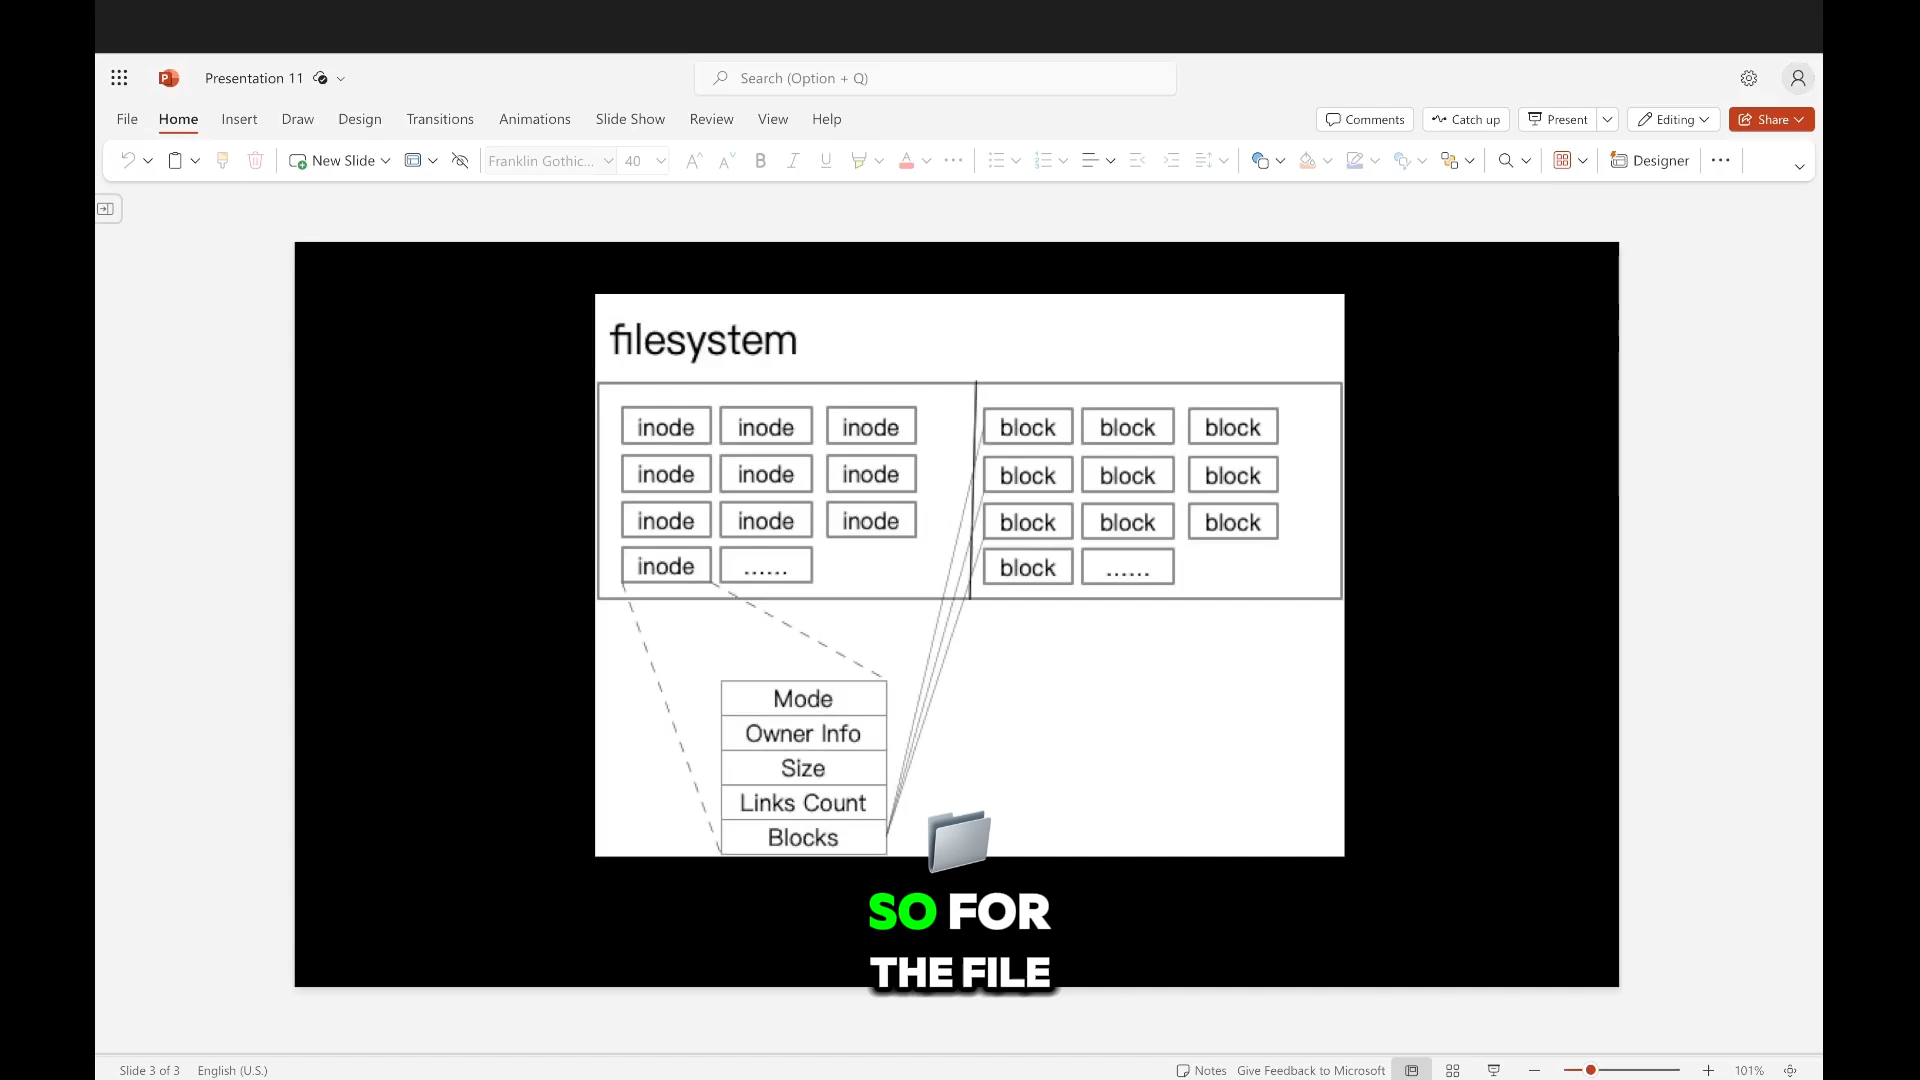 Presentation 11
Search (Option + Q)
File Home Insert Draw Design Transitions Animations Slide Show Review View Help
Comments Catch up Present Editing Share
New Slide Franklin Gothic... 40 A A B I U A Designer
filesystem
inode inode inode block block block
inode inode inode block block block
inode inode inode block block block
inode ...... block ......
Mode
Owner Info
Size
Links Count
Blocks
SO FOR
THE FILE
Slide 3 of 3 English (U.S.) Notes Give Feedback to Microsoft 101%